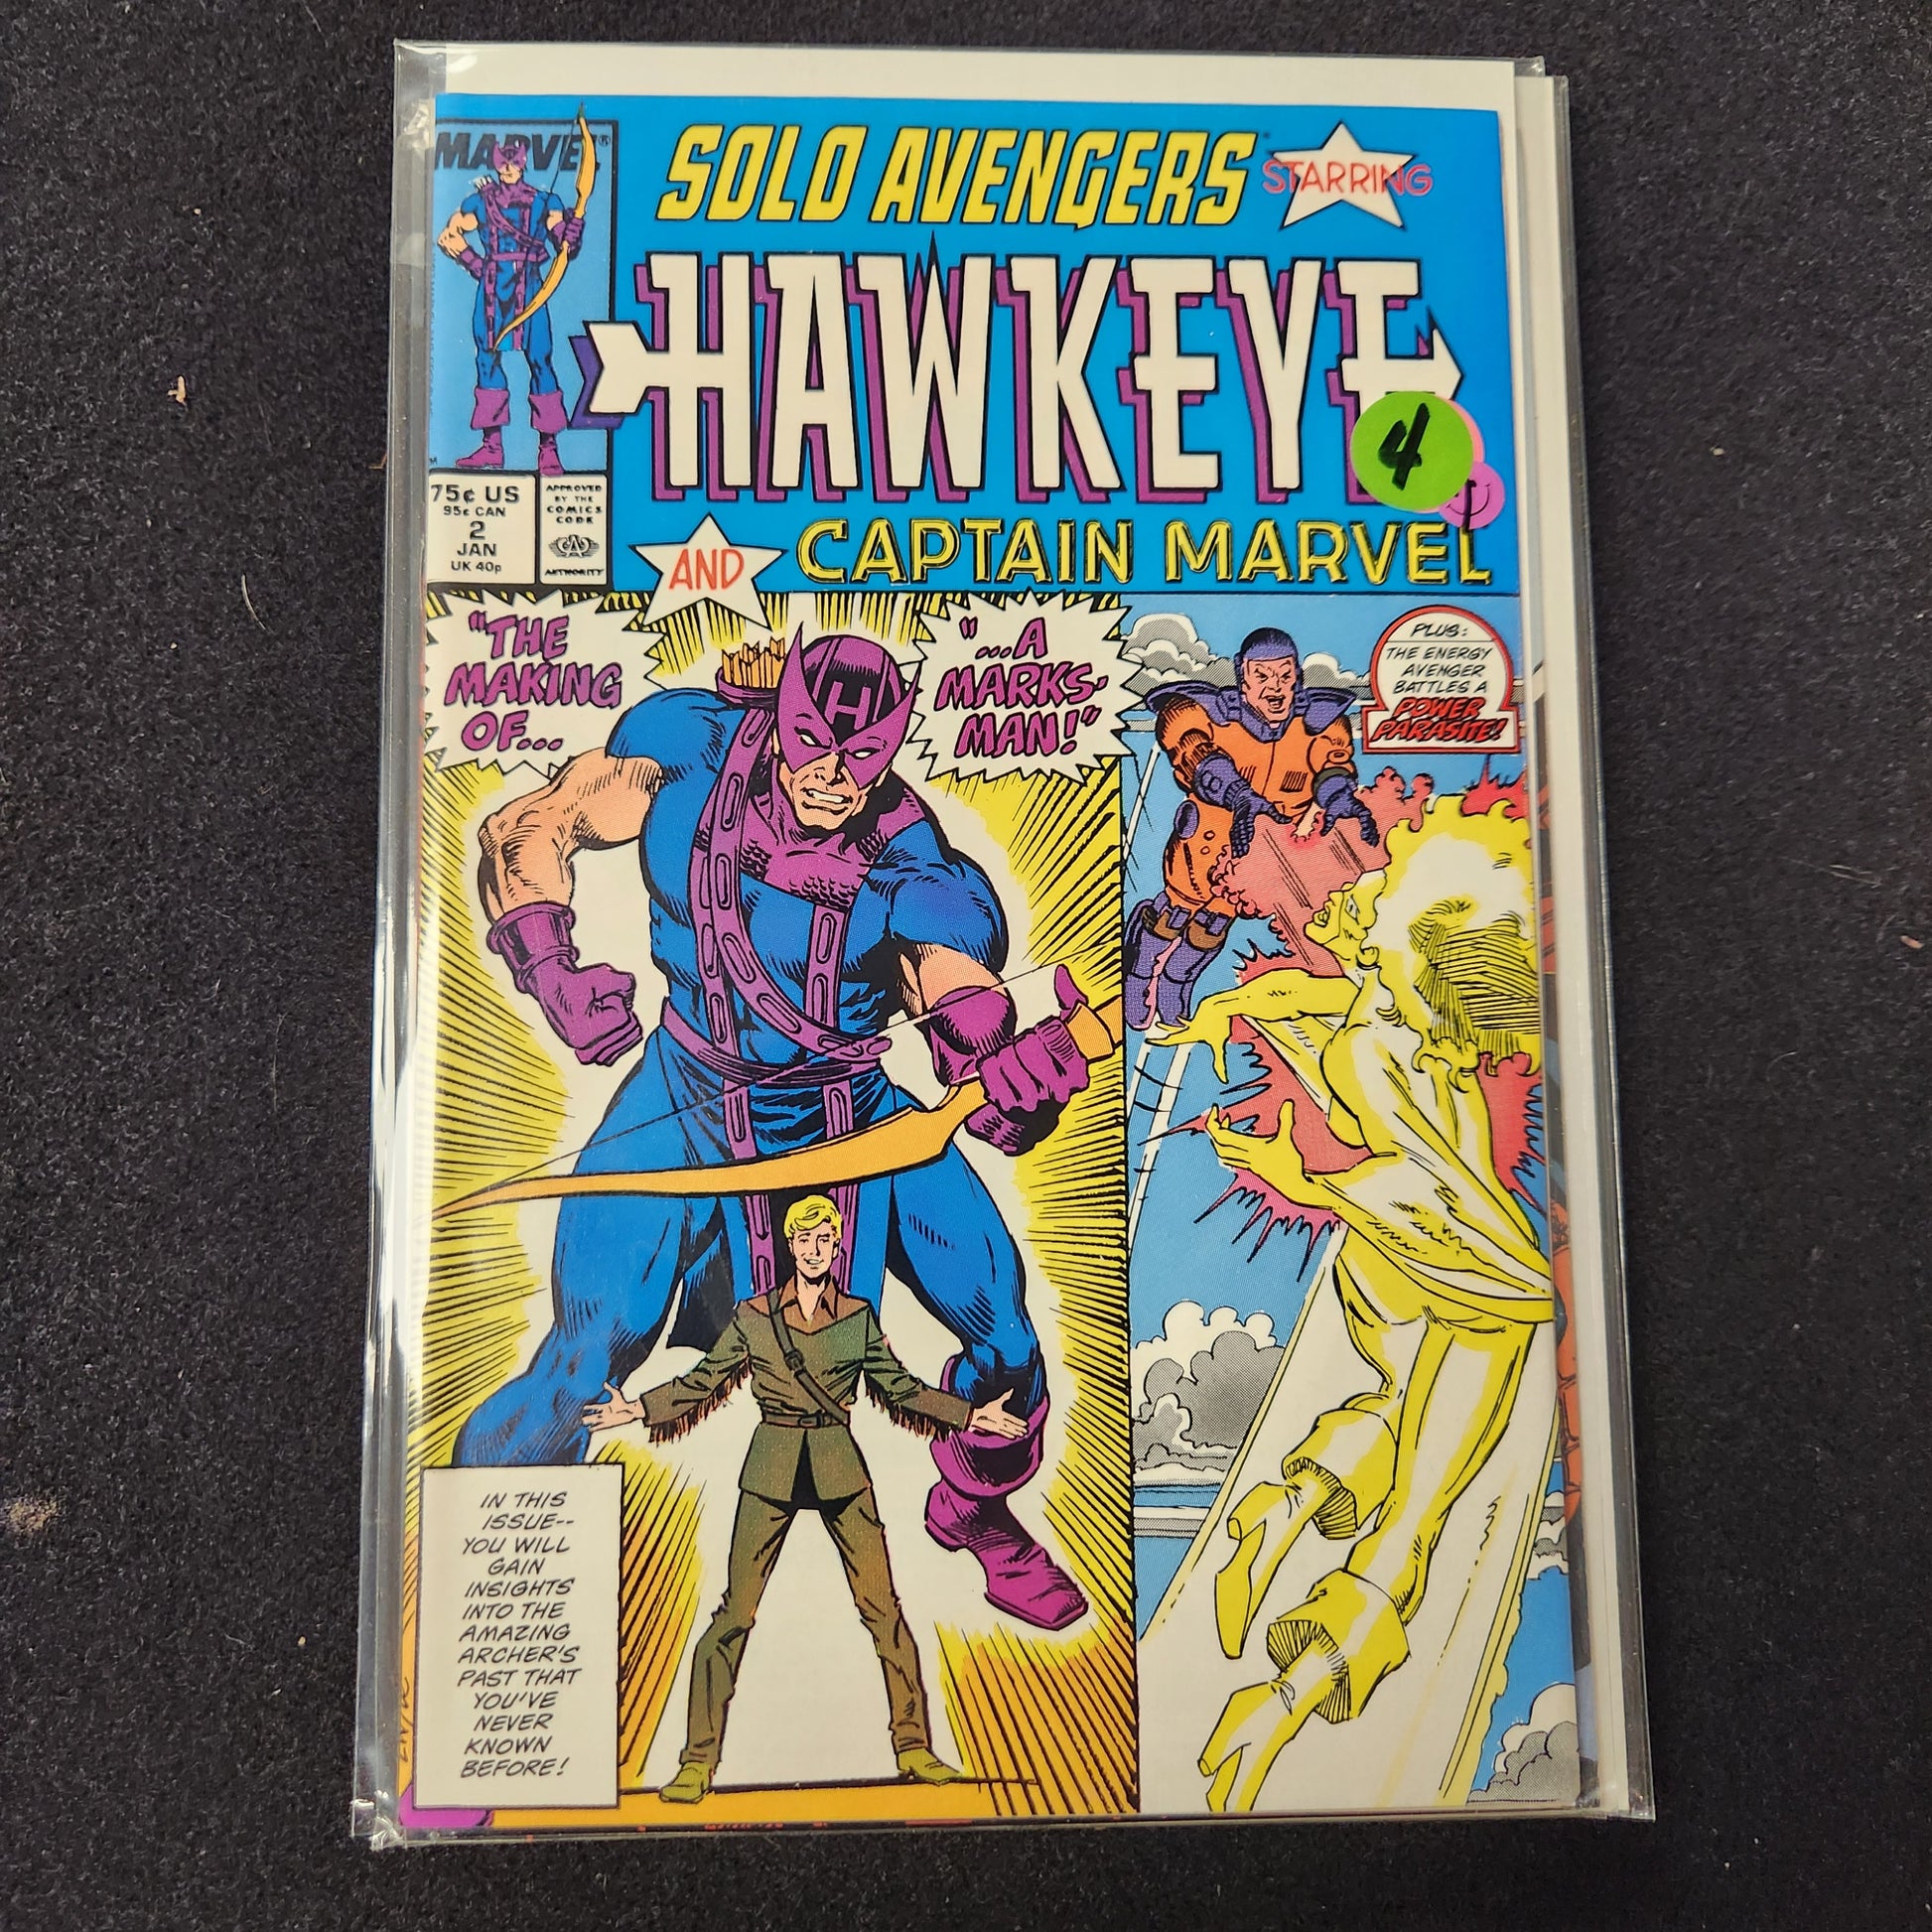 MARVEL®
SOLO AVENGERS
STARRING
HAWKEYE
4
AND
CAPTAIN MARVEL
75¢ US
95¢ CAN
2
JAN
UK 40p
APPROVED
BY THE
COMICS
CODE
CA
AUTHORITY
"THE
MAKING
OF...
"...A
MARKS-
MAN!"
PLUS:
THE ENERGY
AVENGER
BATTLES A
POWER
PARASITE!
H
IN THIS
ISSUE--
YOU WILL
GAIN
INSIGHTS
INTO THE
AMAZING
ARCHER'S
PAST THAT
YOU'VE
NEVER
KNOWN
BEFORE!